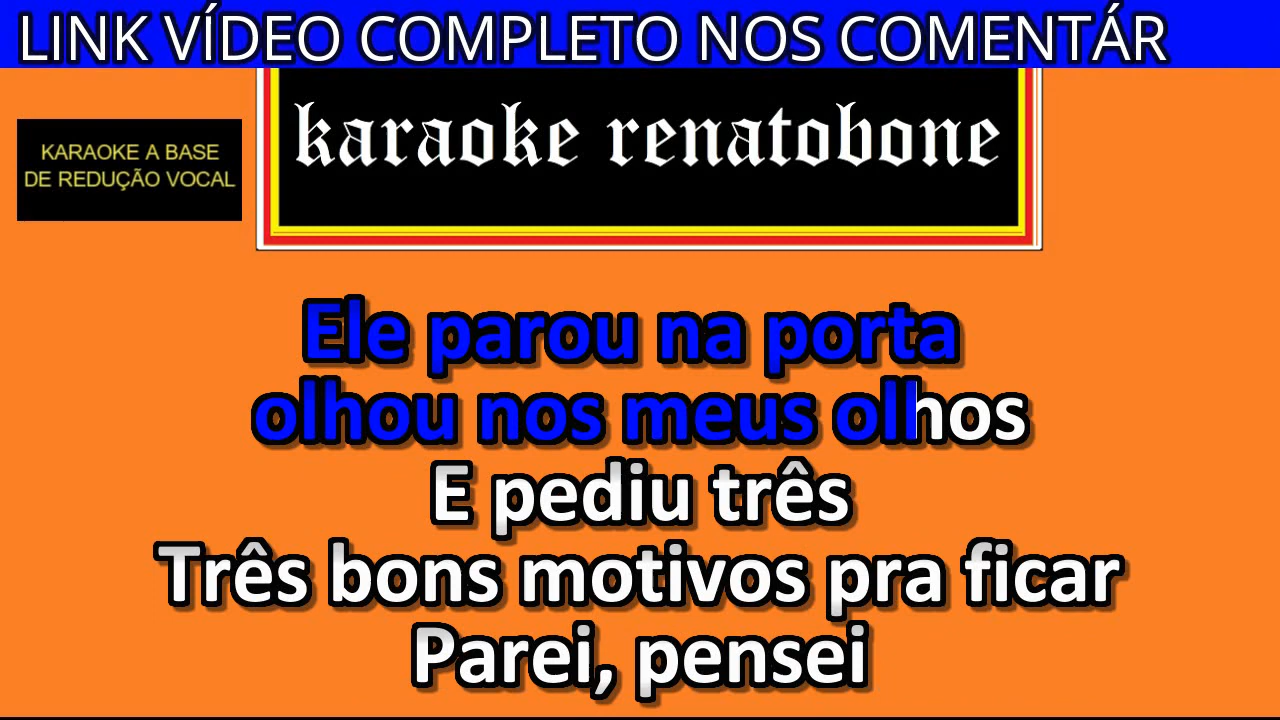 LINK VÍDEO COMPLETO NOS COMENTÁR
karaoke renatobone
KARAOKE A BASE
DE REDUÇÃO VOCAL
Ele parou na porta
olhou nos meus olhos
E pediu três
Três bons motivos pra ficar
Parei, pensei